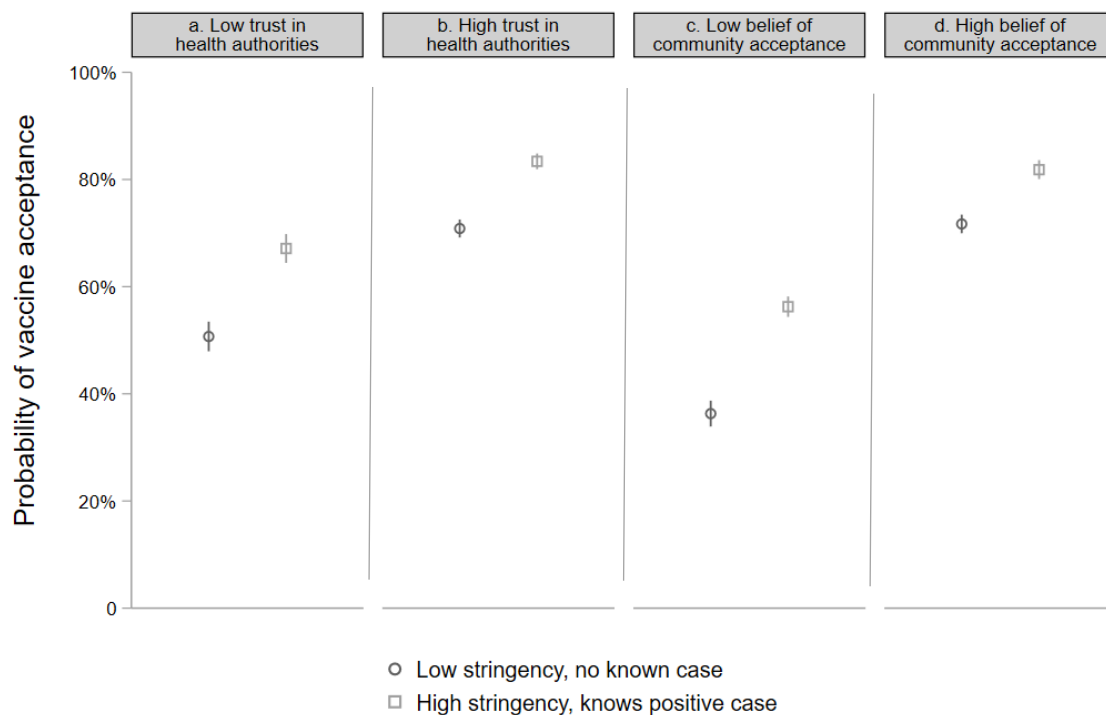 a. Low trust in
health authorities
b. High trust in
health authorities
c. Low belief of
community acceptance
d. High belief of
community acceptance
Probability of vaccine acceptance
100%
80%
60%
40%
20%
0
Low stringency, no known case
High stringency, knows positive case